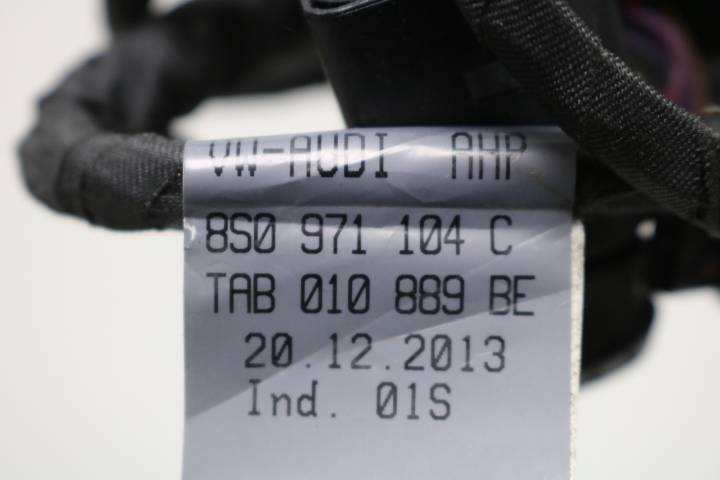 VW-AUDI AHP
8S0 971 104 C
TAB 010 889 BE
20.12.2013
Ind. 01S